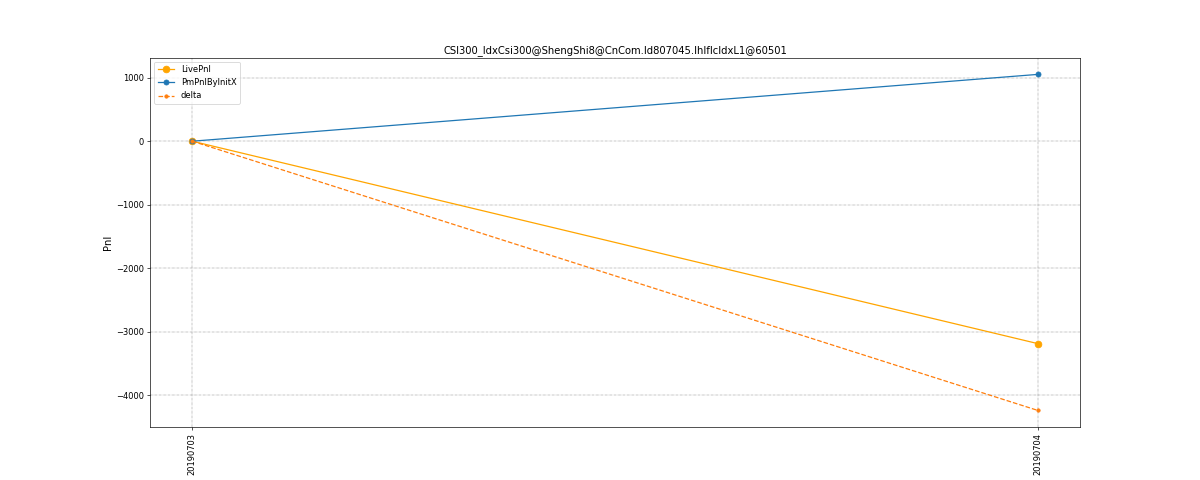 CSI300_IdxCsi300@ShengShi8@CnCom.Id807045.IhIfIcIdxL1@60501
LivePnl
PmPnlByInitX
delta
1000
0
−1000
−2000
−3000
−4000
Pnl
20190703
20190704